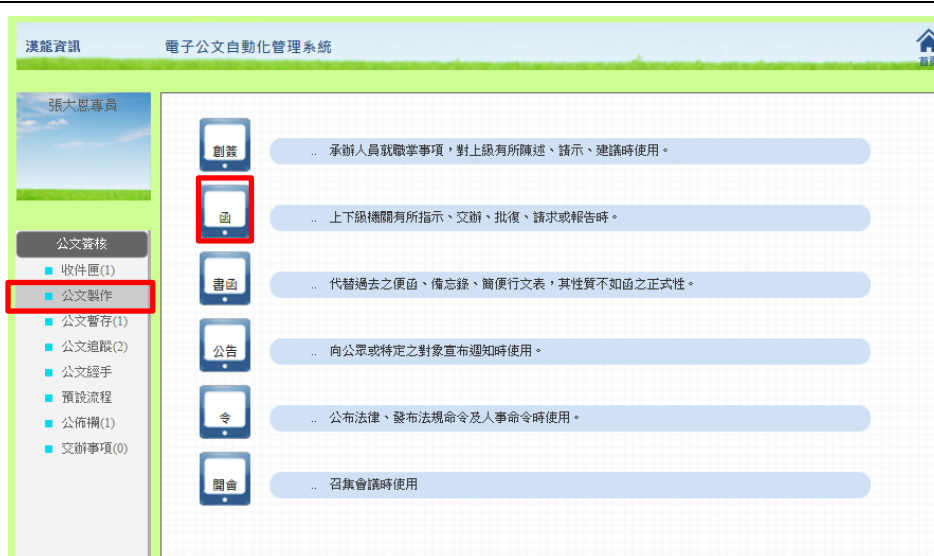 漢龍資訊 電子公文自動化管理系統
首頁
張大恩專員
創簽 .. 承辦人員就職掌事項，對上級有所陳述、請示、建議時使用。
函 .. 上下級機關有所指示、交辦、批復、請求或報告時。
公文簽核
收件匣(1)
書函 .. 代替過去之便函、備忘錄、簡便行文表，其性質不如函之正式性。
公文製作
公文暫存(1)
公文追蹤(2)
公告 .. 向公眾或特定之對象宣布週知時使用。
公文經手
預設流程
公佈欄(1)
令 .. 公布法律、發布法規命令及人事命令時使用。
交辦事項(0)
開會 .. 召集會議時使用